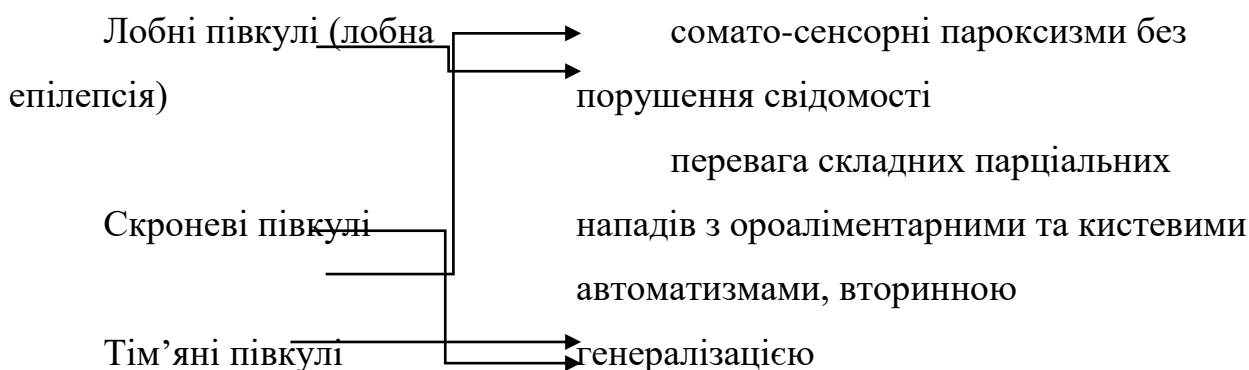 Лобні півкулі (лобна
епілепсія)
Скроневі півкулі
Тім’яні півкулі
сомато-сенсорні пароксизми без
порушення свідомості
перевага складних парціальних
нападів з ороаліментарними та кистевими
автоматизмами, вторинною
генералізацією